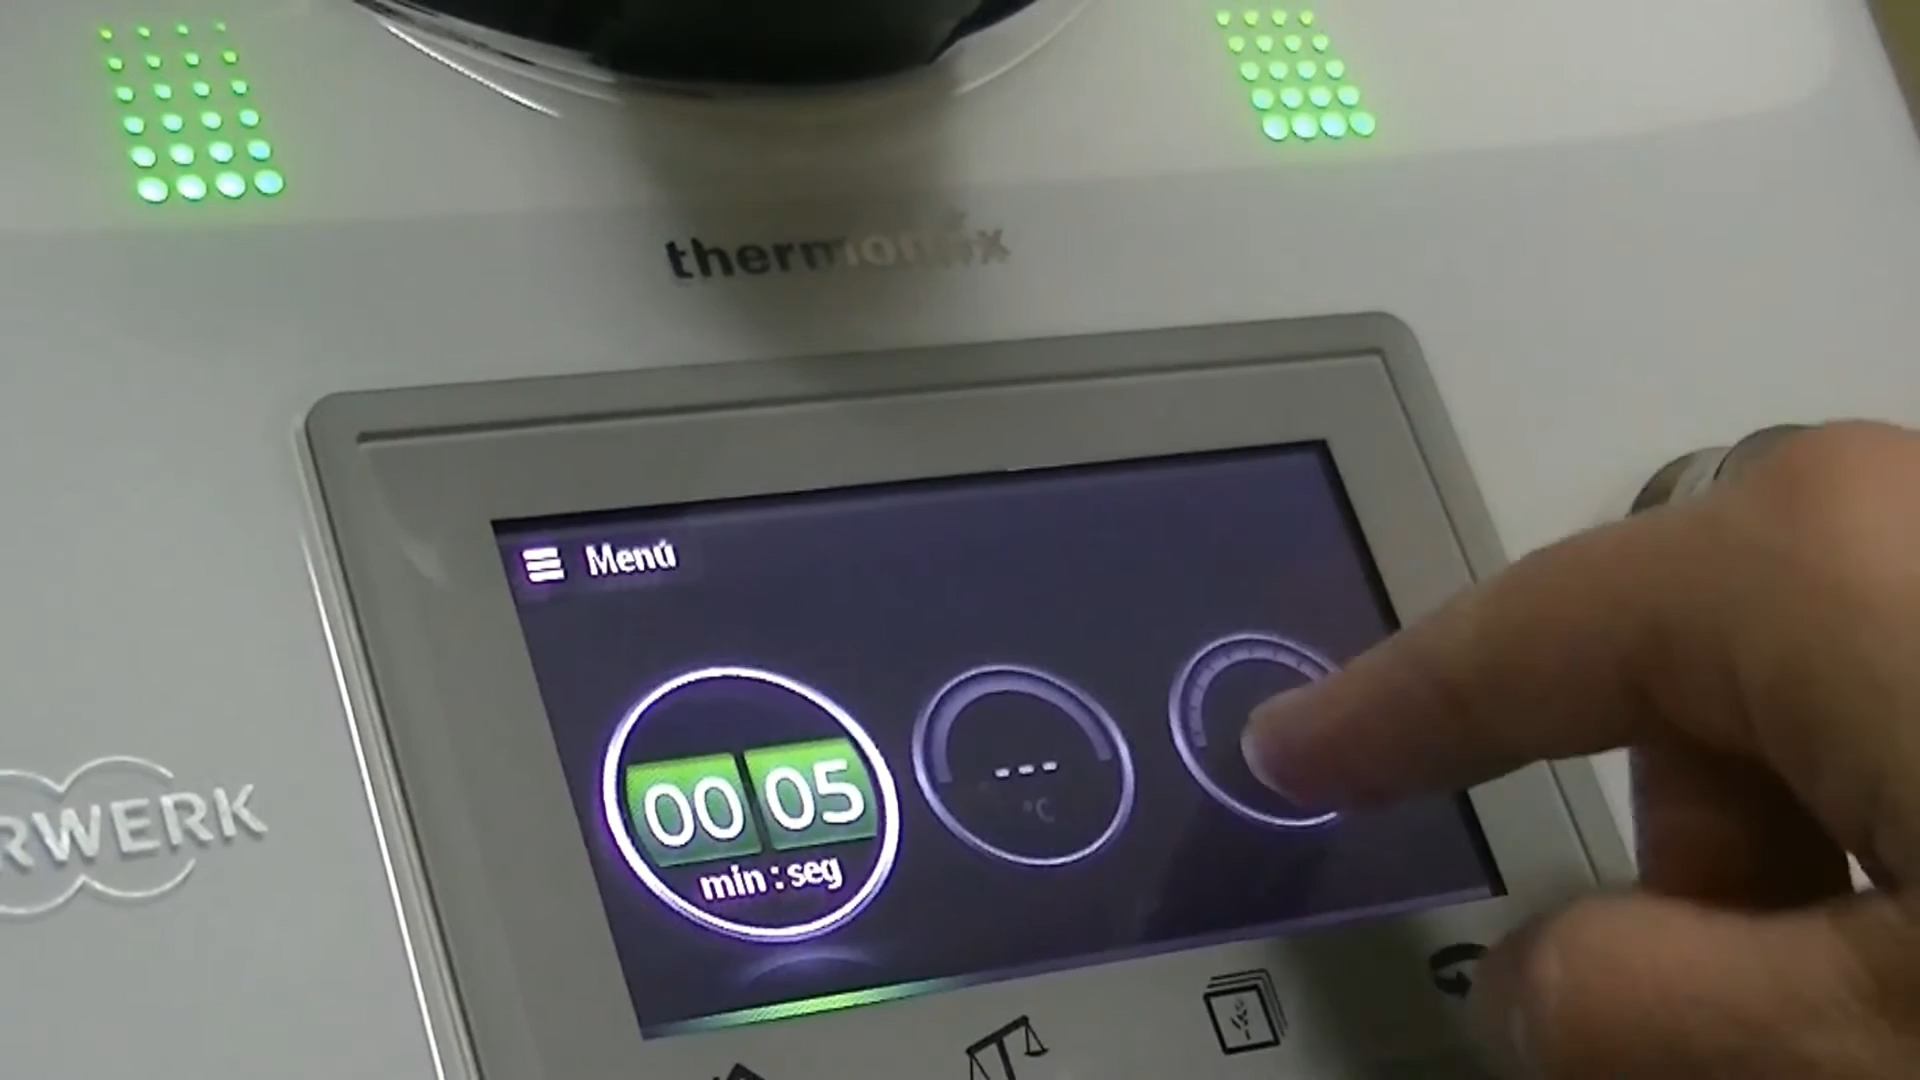 thermomix
Menú
00 05
min : seg
---
°C
RWERK